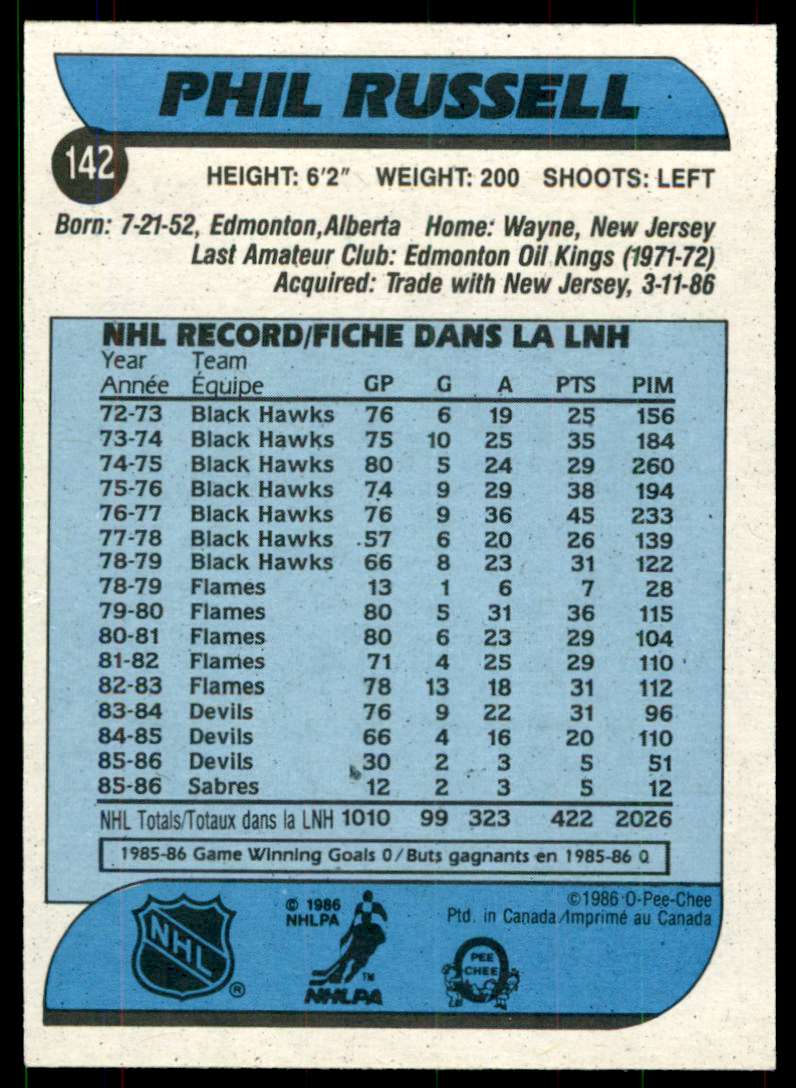 PHIL RUSSELL
142
HEIGHT: 6'2" WEIGHT: 200 SHOOTS: LEFT
Born: 7-21-52, Edmonton,Alberta Home: Wayne, New Jersey
Last Amateur Club: Edmonton Oil Kings (1971-72)
Acquired: Trade with New Jersey, 3-11-86
NHL RECORD/FICHE DANS LA LNH
Year Team
Année Équipe GP G A PTS PIM
72-73 Black Hawks 76 6 19 25 156
73-74 Black Hawks 75 10 25 35 184
74-75 Black Hawks 80 5 24 29 260
75-76 Black Hawks 74 9 29 38 194
76-77 Black Hawks 76 9 36 45 233
77-78 Black Hawks 57 6 20 26 139
78-79 Black Hawks 66 8 23 31 122
78-79 Flames 13 1 6 7 28
79-80 Flames 80 5 31 36 115
80-81 Flames 80 6 23 29 104
81-82 Flames 71 4 25 29 110
82-83 Flames 78 13 18 31 112
83-84 Devils 76 9 22 31 96
84-85 Devils 66 4 16 20 110
85-86 Devils 30 2 3 5 51
85-86 Sabres 12 2 3 5 12
NHL Totals/Totaux dans la LNH 1010 99 323 422 2026
1985-86 Game Winning Goals 0/Buts gagnants en 1985-86 0
©1986 O-Pee-Chee
Ptd. in Canada/Imprimé au Canada
© 1986
NHLPA
NHL
®
TM
NHLPA
PEE
CHEE